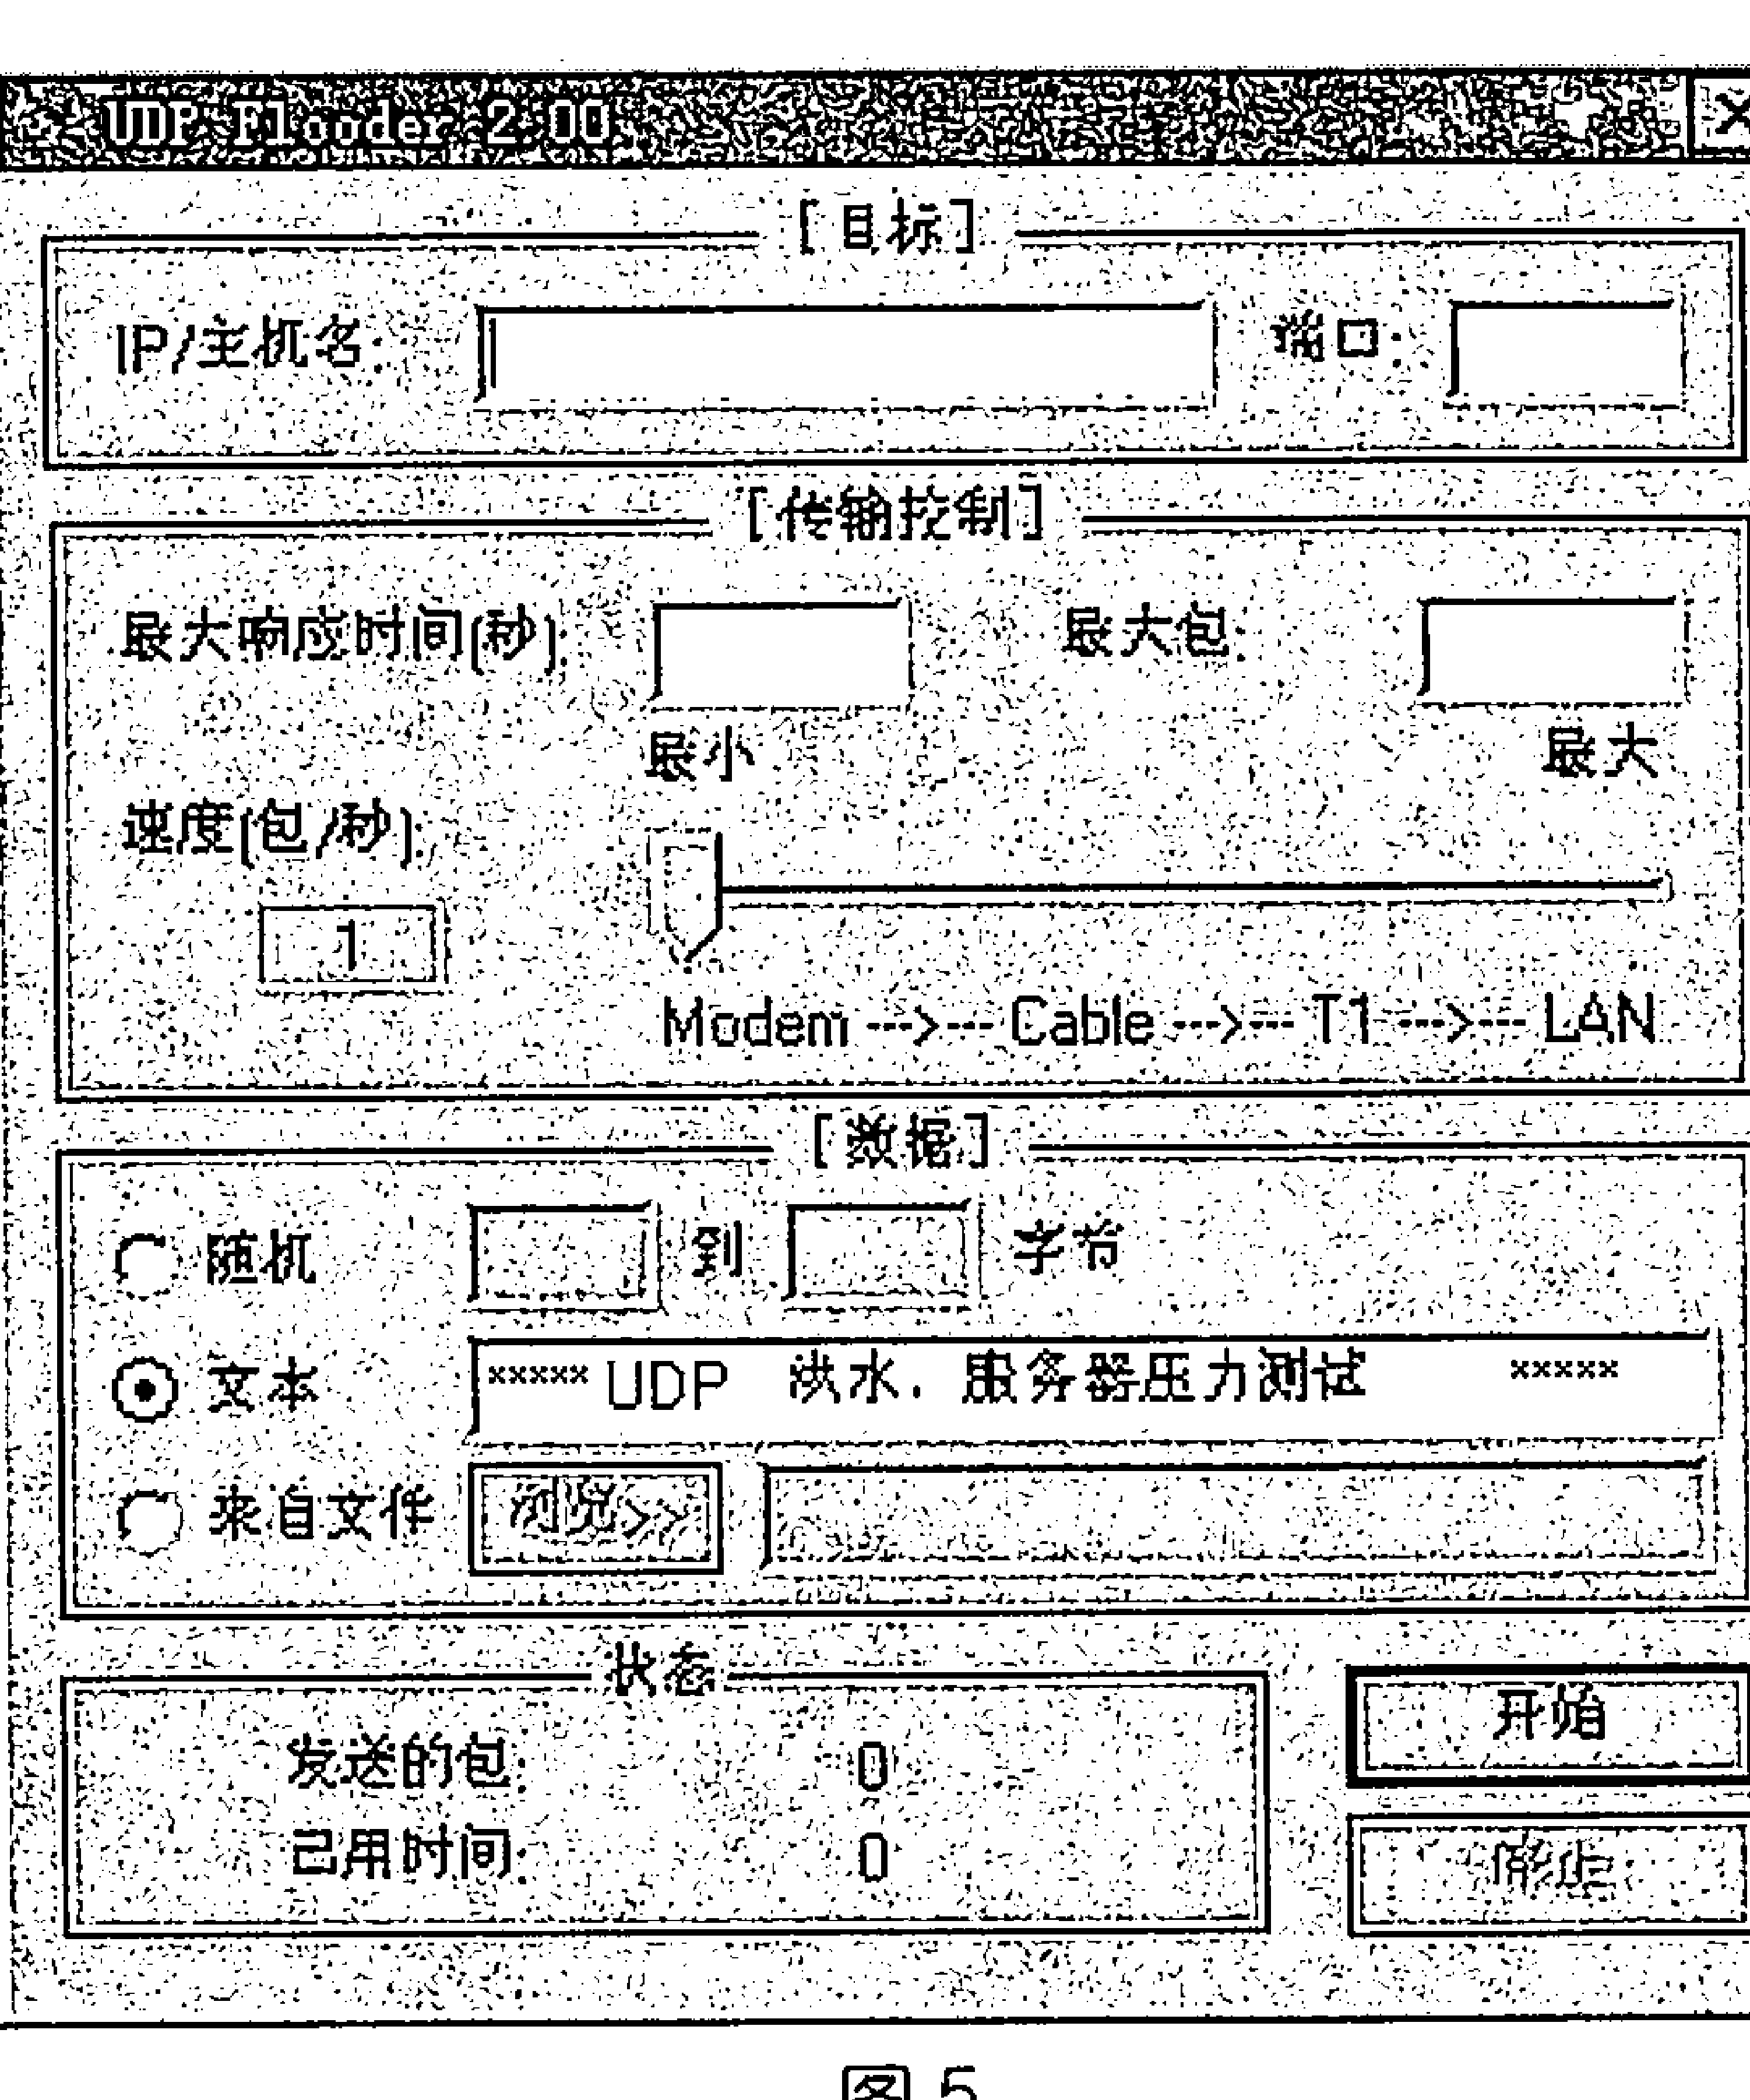 UDP Flooder 2.00
[目标]
IP/主机名: 端口:
[传输控制]
最大响应时间(秒): 最大包:
最小 最大
速度(包/秒):
1
Modem --->--- Cable --->--- T1 --->--- LAN
[数据]
随机 到 字节
文本 ***** UDP 洪水. 服务器压力测试 *****
来自文件 浏览>>
状态
发送的包: 0
已用时间: 0
开始
停止
图 5